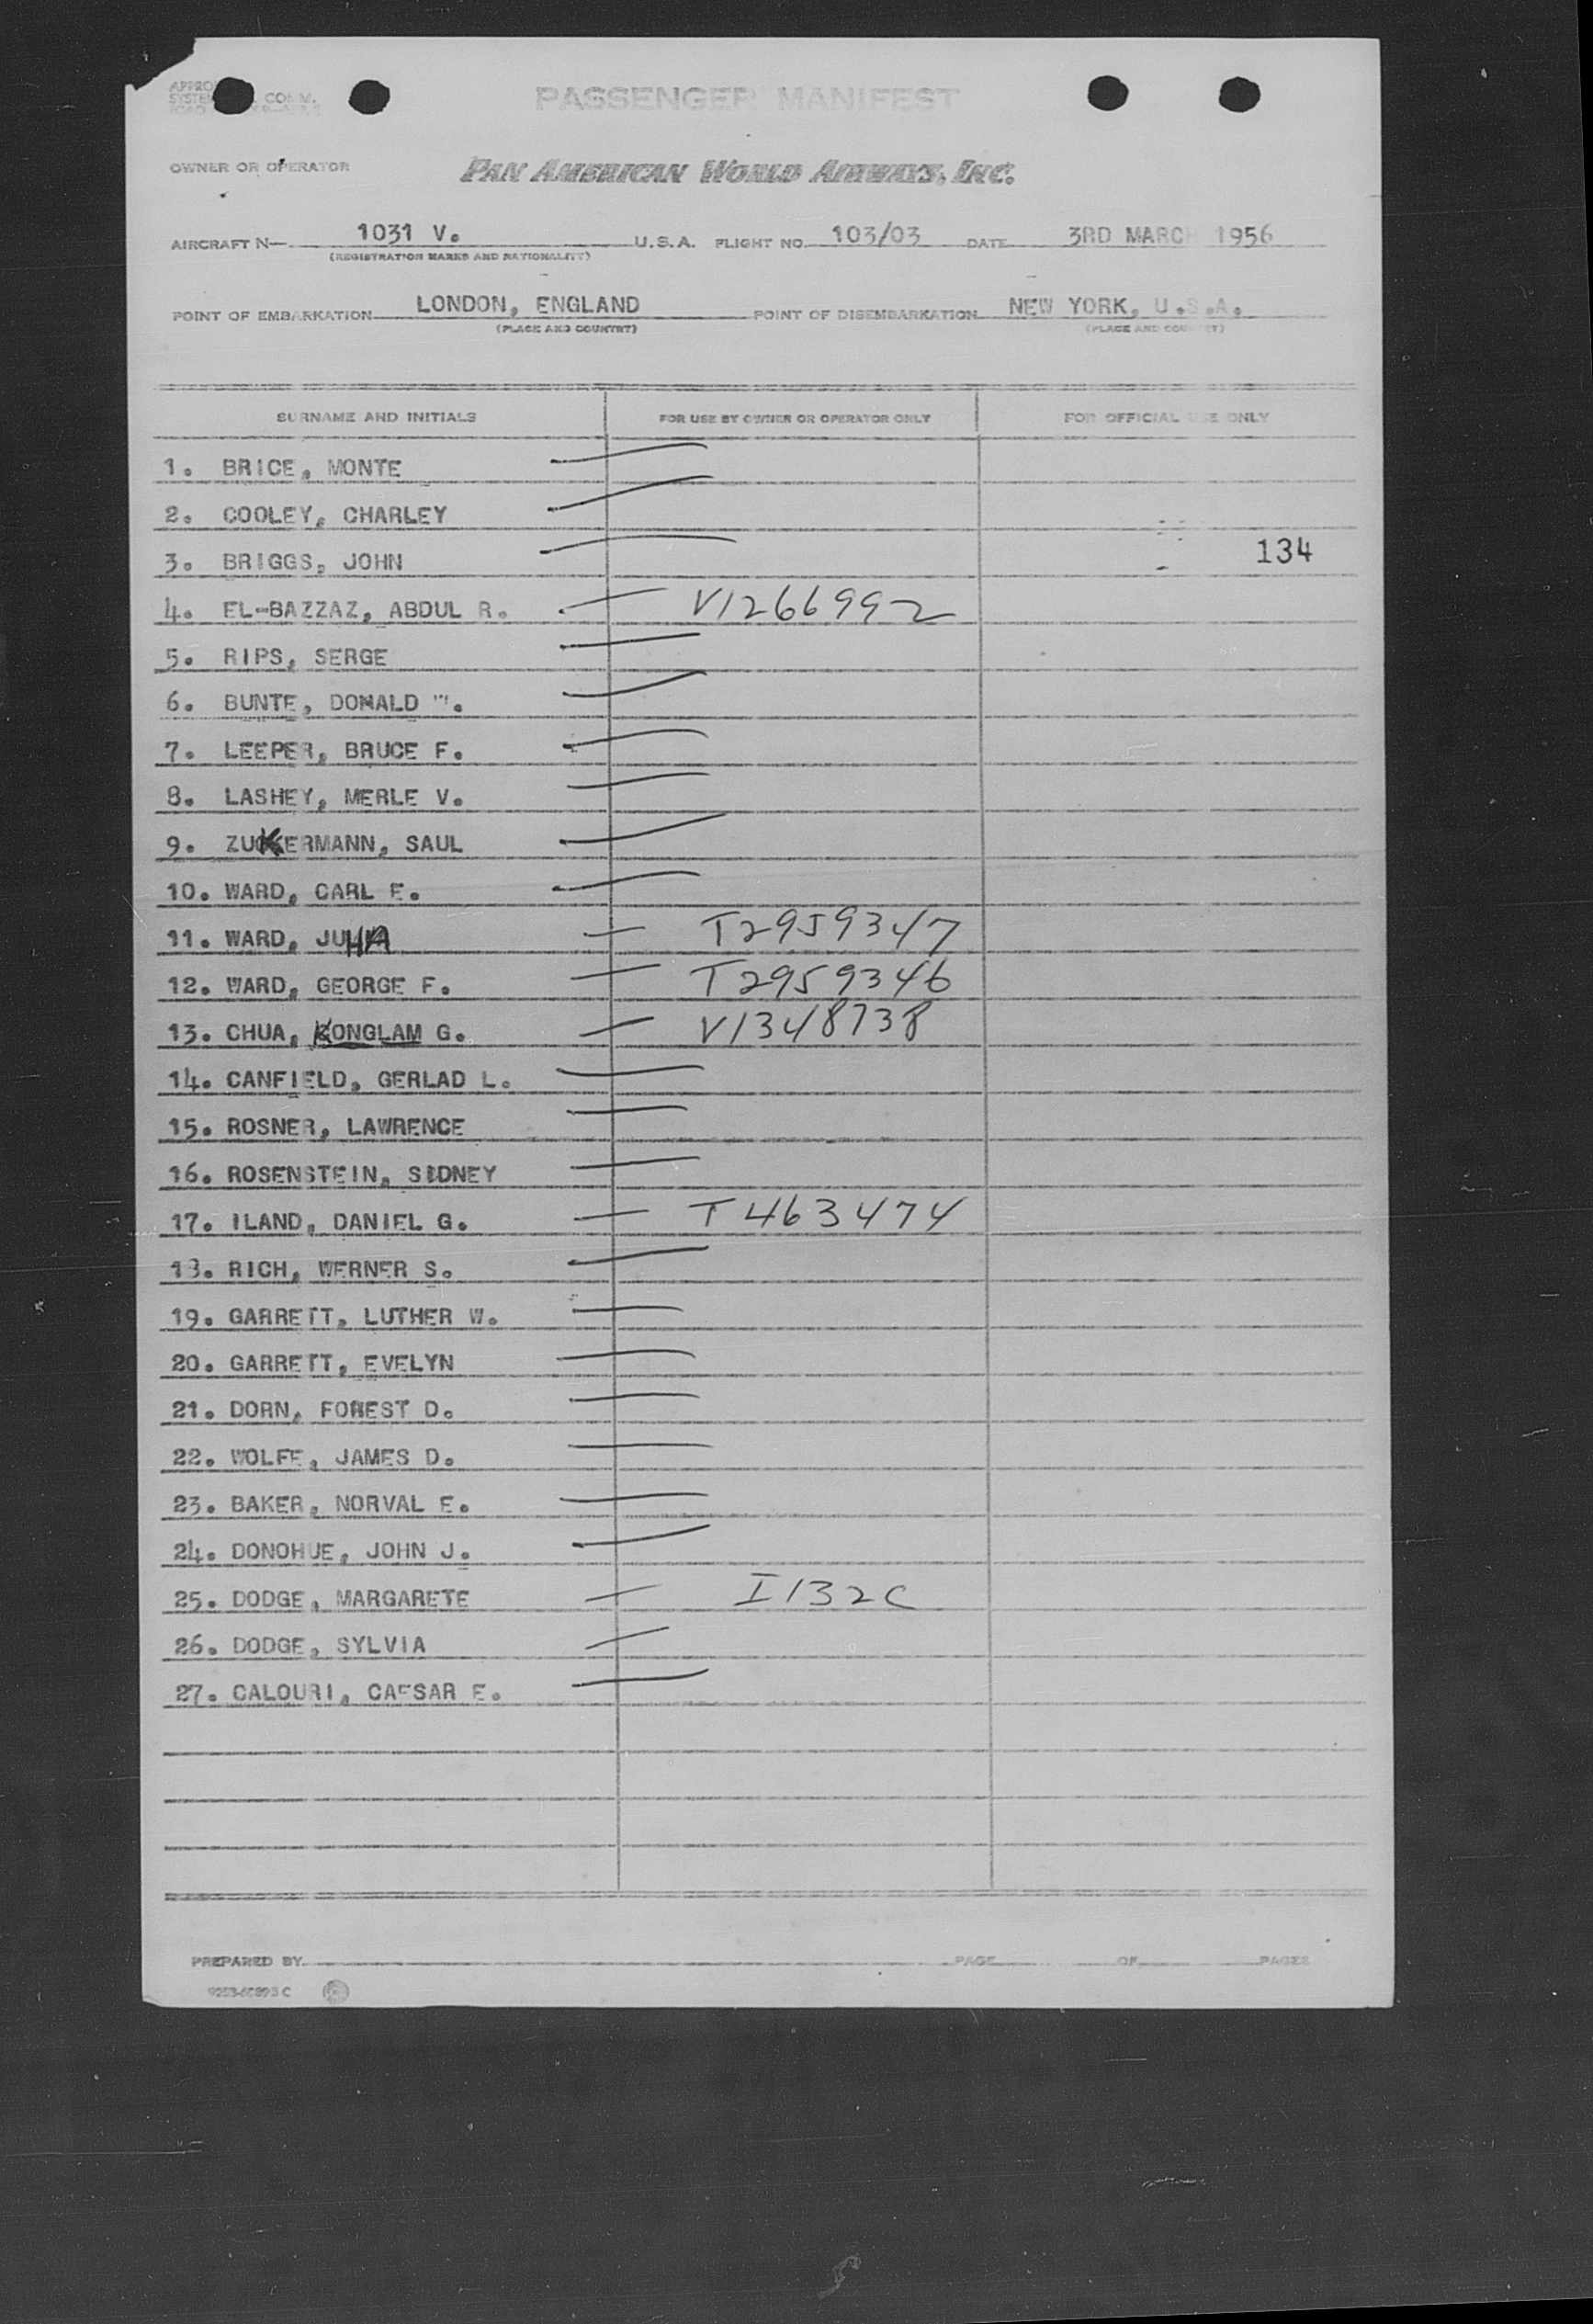 PASSENGER MANIFEST
OWNER OR OPERATOR PAN AMERICAN WORLD AIRWAYS, INC.
AIRCRAFT N— 1031 V. U.S.A. FLIGHT NO. 103/03 DATE 3RD MARCH 1956
(REGISTRATION MARKS AND NATIONALITY)
POINT OF EMBARKATION LONDON, ENGLAND POINT OF DISEMBARKATION NEW YORK, U.S.A.
(PLACE AND COUNTRY) (PLACE AND COUNTRY)
SURNAME AND INITIALS FOR USE BY OWNER OR OPERATOR ONLY FOR OFFICIAL USE ONLY
1. BRICE, MONTE
2. COOLEY, CHARLEY
3. BRIGGS, JOHN 134
4. EL-BAZZAZ, ABDUL R. V1266992
5. RIPS, SERGE
6. BUNTE, DONALD W.
7. LEEPER, BRUCE F.
8. LASHEY, MERLE V.
9. ZUKERMANN, SAUL
10. WARD, CARL E.
11. WARD, T2959347
12. WARD, GEORGE F. T2959346
13. CHUA, KONGLAM G. V1348738
14. CANFIELD, GERLAD L.
15. ROSNER, LAWRENCE
16. ROSENSTEIN, SIDNEY
17. ILAND, DANIEL G. T463474
18. RICH, WERNER S.
19. GARRETT, LUTHER W.
20. GARRETT, EVELYN
21. DORN, FOREST D.
22. WOLFE, JAMES D.
23. BAKER, NORVAL E.
24. DONOHUE, JOHN J.
25. DODGE, MARGARETE I132C
26. DODGE, SYLVIA
27. CALOURI, CAESAR E.
PREPARED BY PAGE OF PAGES